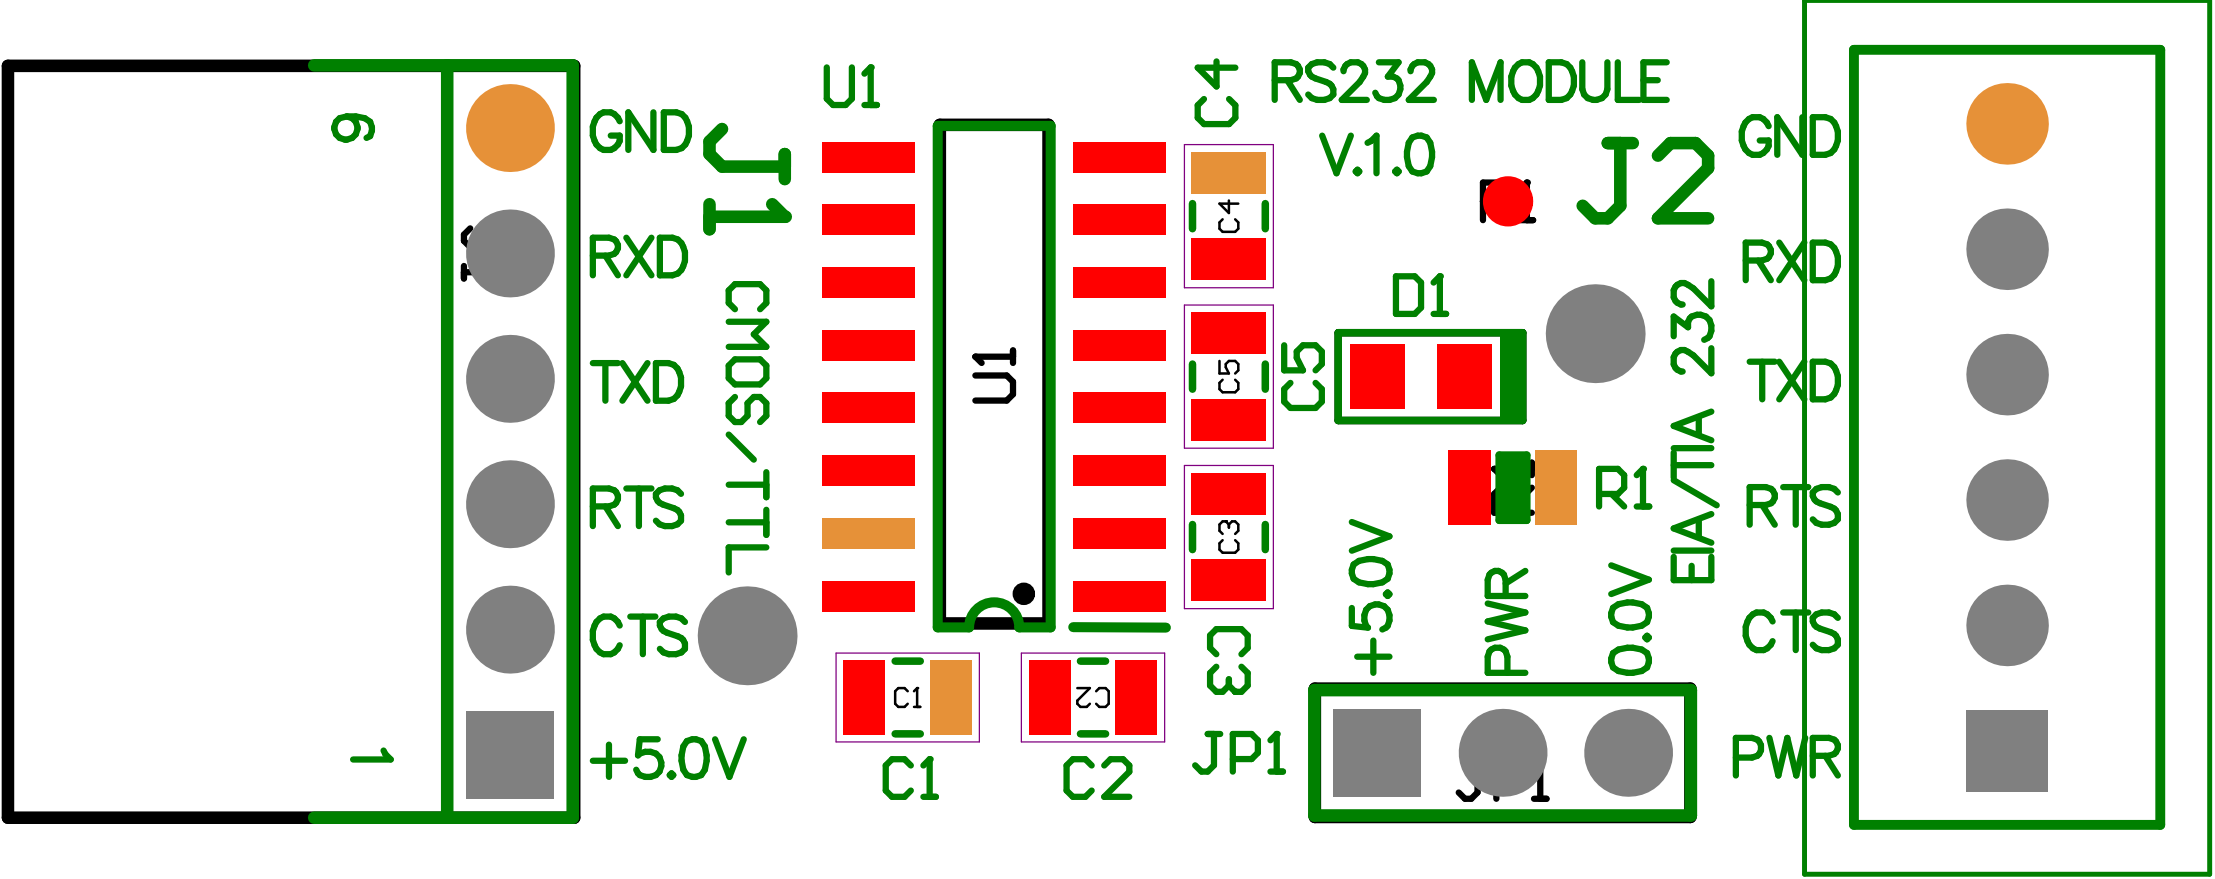 U1
C4
RS232 MODULE
V.1.0
6
GND
J1
J2
GND
RXD
C4
RXD
CMOS/TTL
D1
EIA/TIA 232
TXD
U1
C5
C5
TXD
RTS
R1
RTS
C3
+5.0V
PWR
0.0V
CTS
C3
CTS
C1
C2
1
+5.0V
C1
C2
JP1
JP1
PWR